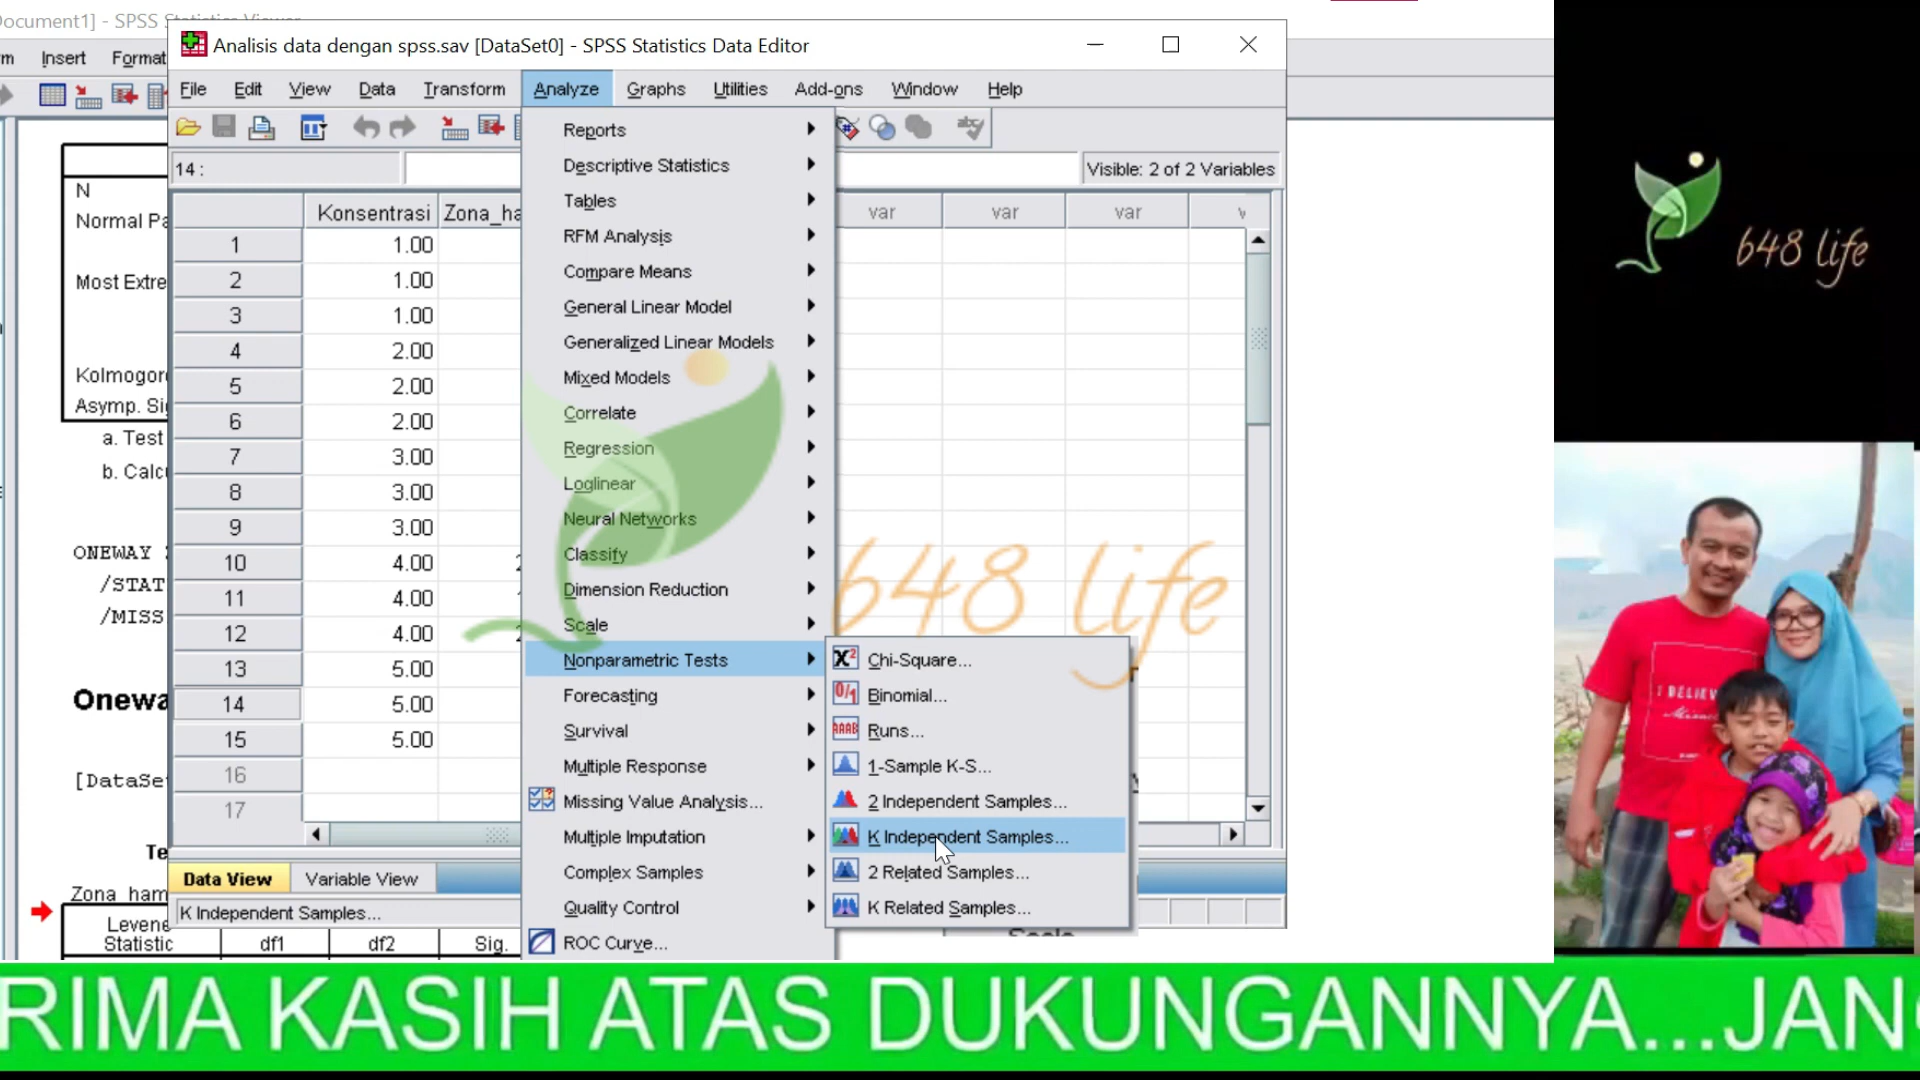 ocument1] - SPSS Statistics Viewer
Insert Format
Analisis data dengan spss.sav [DataSet0] - SPSS Statistics Data Editor
File Edit View Data Transform Analyze Graphs Utilities Add-ons Window Help
14 :
Visible: 2 of 2 Variables
Konsentrasi Zona_ha var var var
1 1.00
2 1.00
3 1.00
4 2.00
5 2.00
6 2.00
7 3.00
8 3.00
9 3.00
10 4.00
11 4.00
12 4.00
13 5.00
14 5.00
15 5.00
16
17
Data View Variable View
K Independent Samples...
Reports
Descriptive Statistics
Tables
RFM Analysis
Compare Means
General Linear Model
Generalized Linear Models
Mixed Models
Correlate
Regression
Loglinear
Neural Networks
Classify
Dimension Reduction
Scale
Nonparametric Tests
Forecasting
Survival
Multiple Response
Missing Value Analysis...
Multiple Imputation
Complex Samples
Quality Control
ROC Curve...
Chi-Square...
Binomial...
Runs...
1-Sample K-S...
2 Independent Samples...
K Independent Samples...
2 Related Samples...
K Related Samples...
N
Normal Pa
Most Extre
Kolmogor
Asymp. Si
a. Test
b. Calc
ONEWAY
/STAT
/MISS
Onewa
[DataSe
Te
Zona ham
Levene
Statistic df1 df2 Sig.
648 life
648 life
I BELIEV
RIMA KASIH ATAS DUKUNGANNYA...JAN